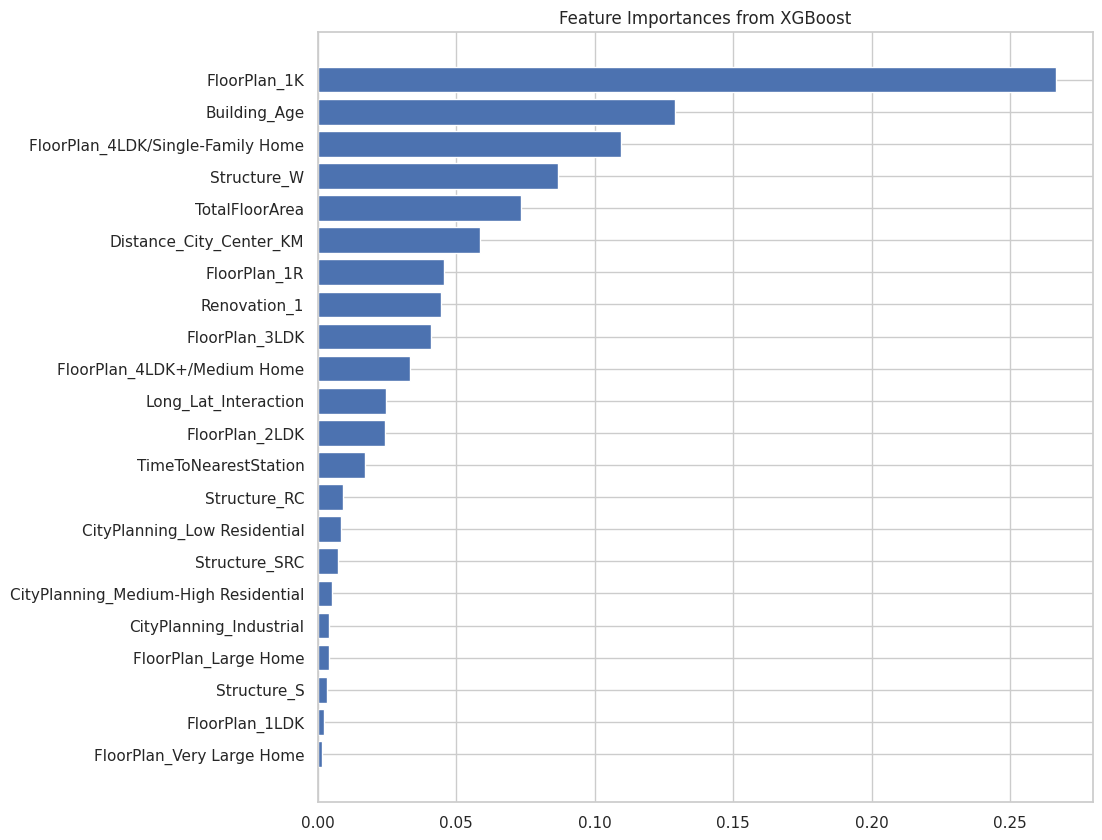 Feature Importances from XGBoost
FloorPlan_1K
Building_Age
FloorPlan_4LDK/Single-Family Home
Structure_W
TotalFloorArea
Distance_City_Center_KM
FloorPlan_1R
Renovation_1
FloorPlan_3LDK
FloorPlan_4LDK+/Medium Home
Long_Lat_Interaction
FloorPlan_2LDK
TimeToNearestStation
Structure_RC
CityPlanning_Low Residential
Structure_SRC
CityPlanning_Medium-High Residential
CityPlanning_Industrial
FloorPlan_Large Home
Structure_S
FloorPlan_1LDK
FloorPlan_Very Large Home
0.00 0.05 0.10 0.15 0.20 0.25